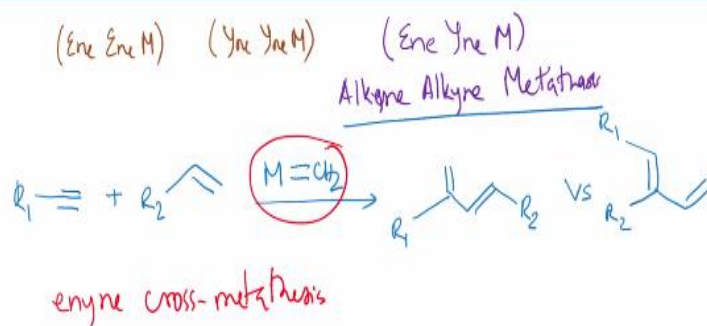 (Ene Ene M) (Yne Yne M) (Ene Yne M)
Alkene Alkyne Metathesis
R₁ + R₂ M=CH₂ R₁ R₂ VS R₁ R₂
enyne cross-metathesis